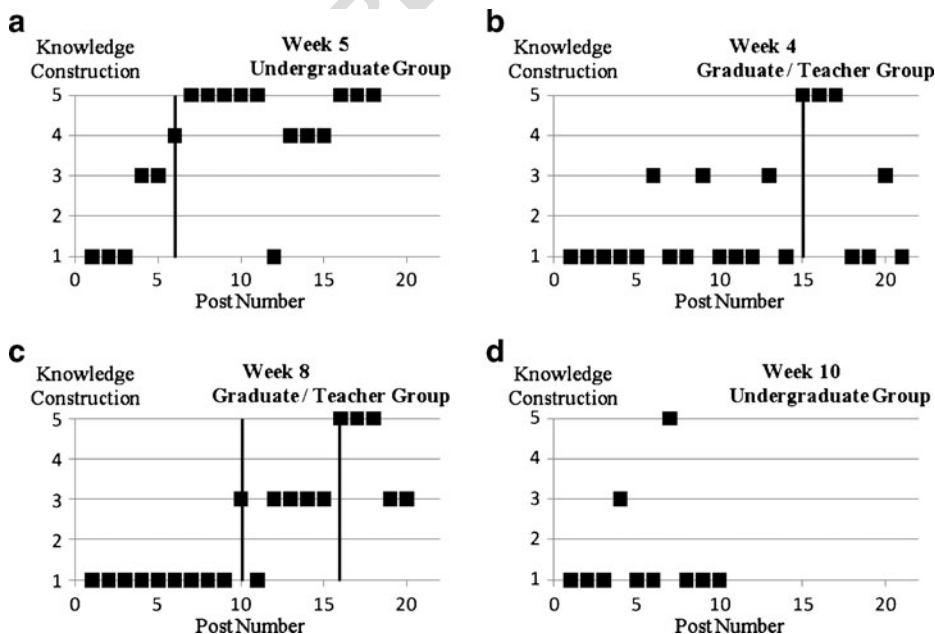 a
Knowledge Construction
Week 5
Undergraduate Group
5
4
3
2
1
0 5 10 15 20
Post Number
b
Knowledge Construction
Week 4
Graduate / Teacher Group
5
4
3
2
1
0 5 10 15 20
Post Number
c
Knowledge Construction
Week 8
Graduate / Teacher Group
5
4
3
2
1
0 5 10 15 20
Post Number
d
Knowledge Construction
Week 10
Undergraduate Group
5
4
3
2
1
0 5 10 15 20
Post Number